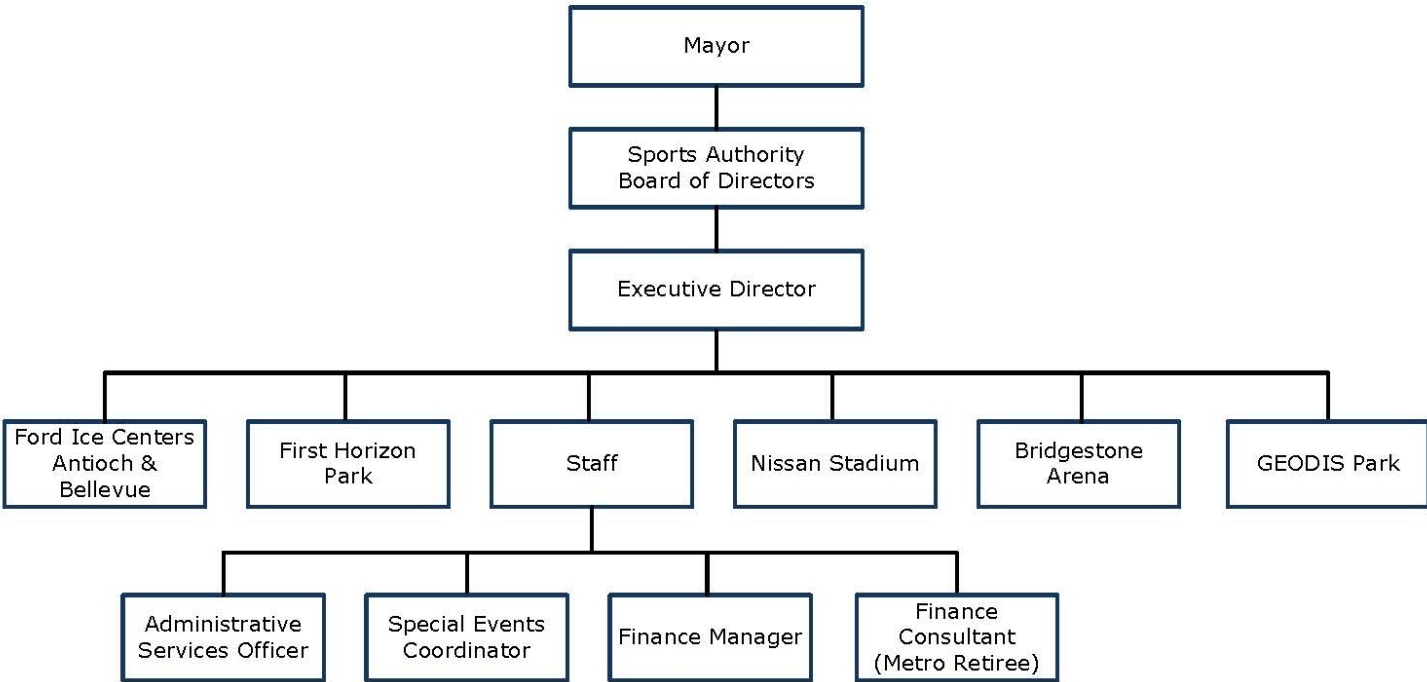 Mayor
Sports Authority
Board of Directors
Executive Director
Ford Ice Centers
Antioch &
Bellevue
First Horizon
Park
Staff
Nissan Stadium
Bridgestone
Arena
GEODIS Park
Administrative
Services Officer
Special Events
Coordinator
Finance Manager
Finance
Consultant
(Metro Retiree)